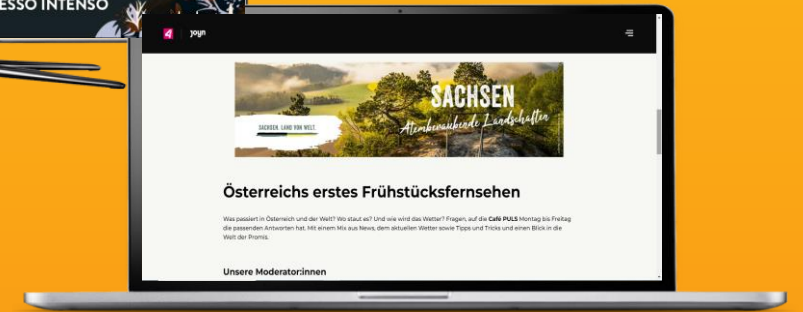 ESSO INTENSO
4 joyn
SACHSEN
Atemberaubende Landschaften
SACHSEN. LAND VON WELT.
Österreichs erstes Frühstücksfernsehen
Was passiert in Österreich und der Welt? Wo staut es? Und wie wird das Wetter? Fragen, auf die Café PULS Montag bis Freitag
die passenden Antworten hat. Mit einem Mix aus News, dem aktuellen Wetter sowie Tipps und Tricks und einen Blick in die
Welt der Promis.
Unsere Moderator:innen